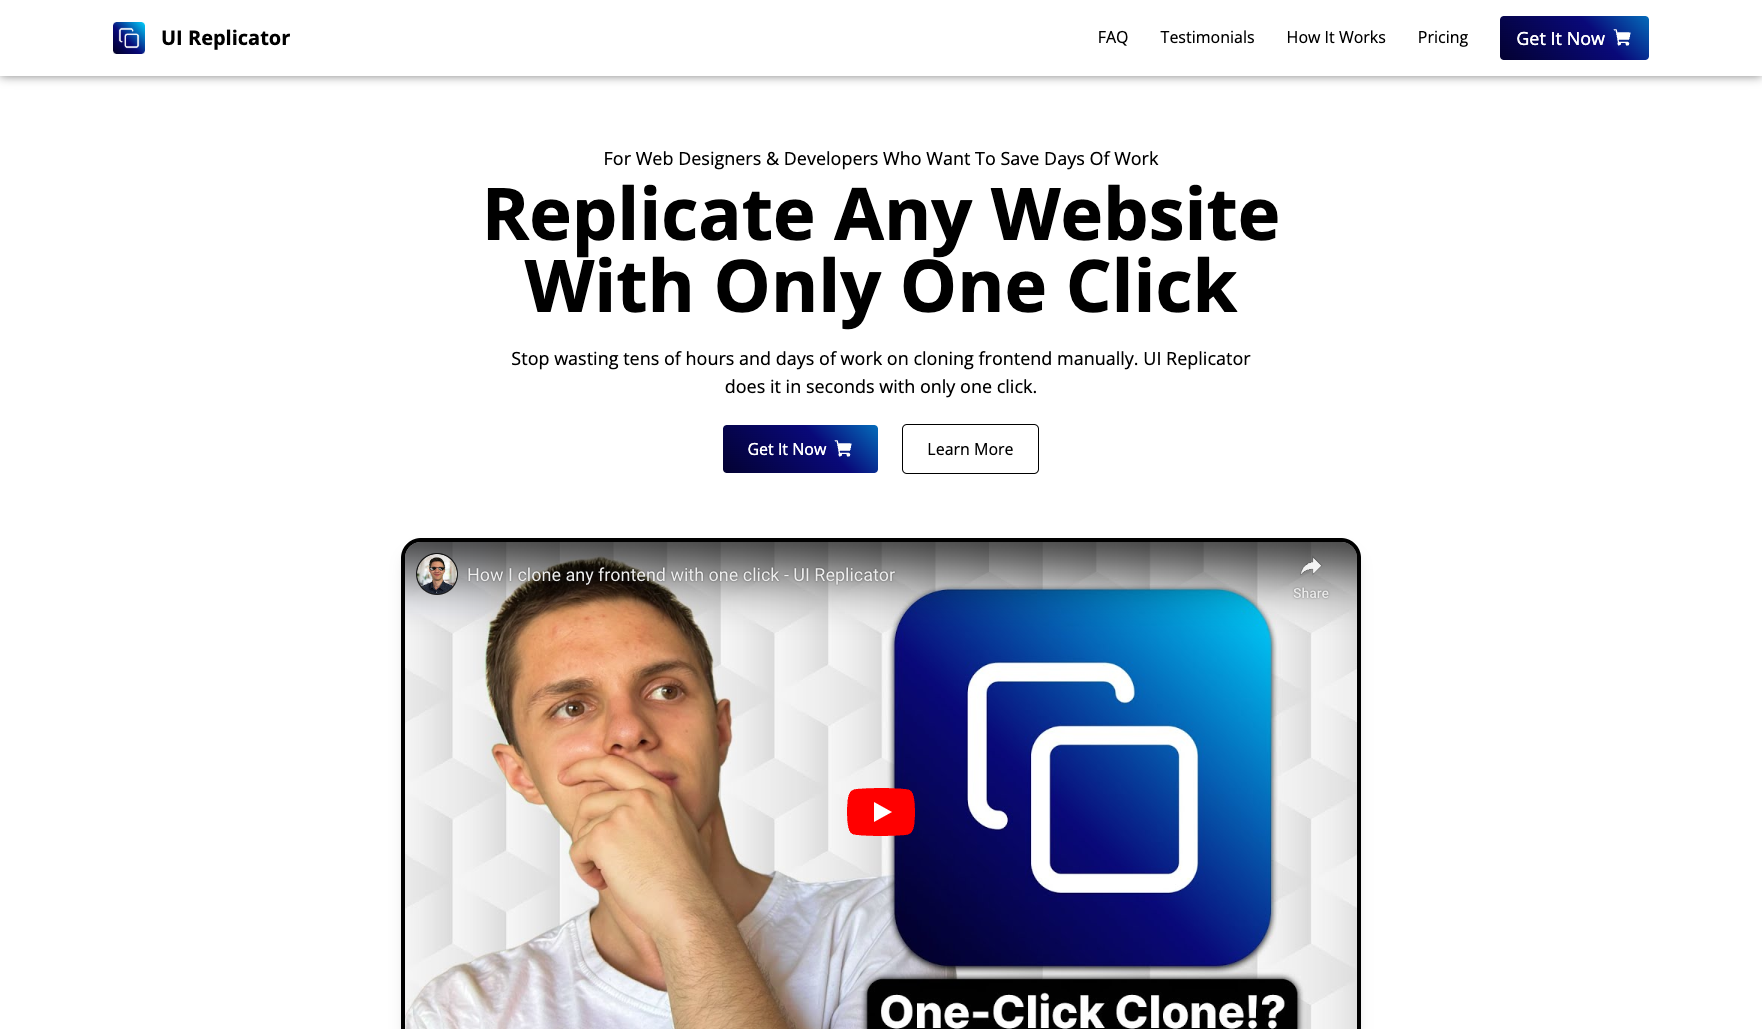 UI Replicator
FAQ
Testimonials
How It Works
Pricing
Get It Now
For Web Designers & Developers Who Want To Save Days Of Work
Replicate Any Website
With Only One Click
Stop wasting tens of hours and days of work on cloning frontend manually. UI Replicator
does it in seconds with only one click.
Get It Now
Learn More
How I clone any frontend with one click - UI Replicator
Share
One-Click Clone!?